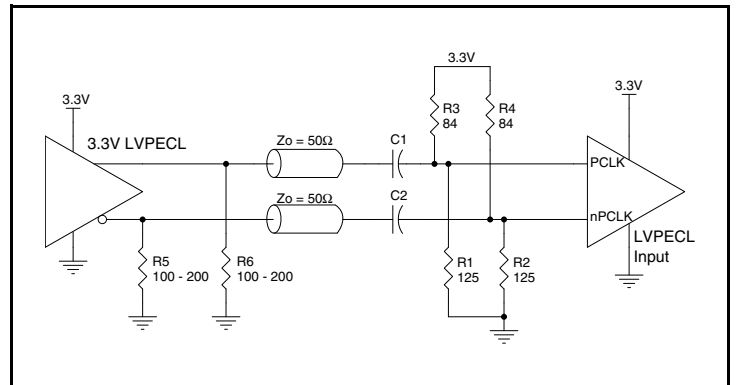 3.3V
3.3V LVPECL
R5
100 - 200
R6
100 - 200
Zo = 50Ω
Zo = 50Ω
C1
C2
3.3V
R3
84
R4
84
R1
125
R2
125
3.3V
PCLK
nPCLK
LVPECL
Input